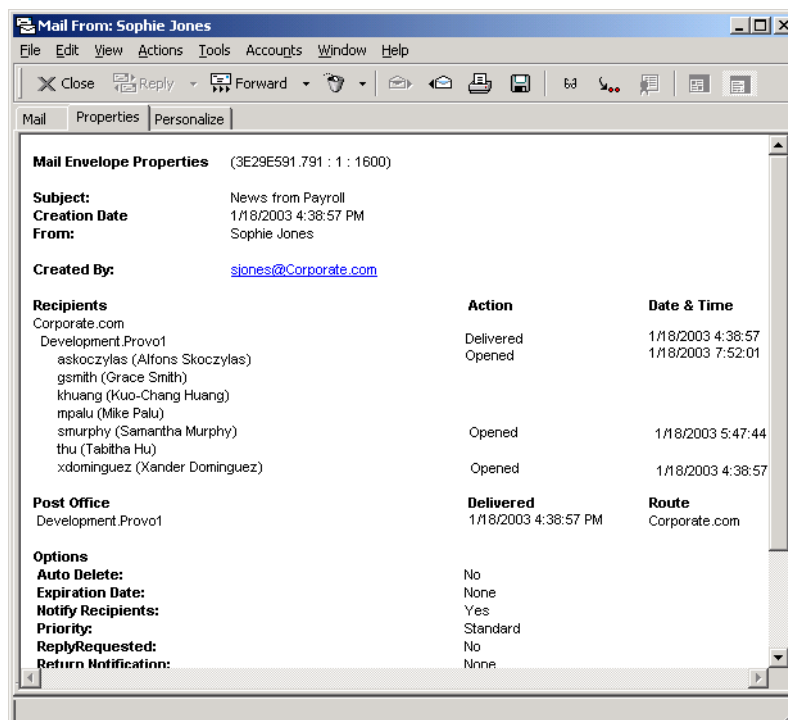 Mail From: Sophie Jones
File Edit View Actions Tools Accounts Window Help
Close Reply Forward
Mail Properties Personalize
Mail Envelope Properties (3E29E591.791 : 1 : 1600)
Subject: News from Payroll
Creation Date 1/18/2003 4:38:57 PM
From: Sophie Jones
Created By: sjones@Corporate.com
Recipients Action Date & Time
Corporate.com
Development.Provo1 Delivered 1/18/2003 4:38:57
askoczylas (Alfons Skoczylas) Opened 1/18/2003 7:52:01
gsmith (Grace Smith)
khuang (Kuo-Chang Huang)
mpalu (Mike Palu)
smurphy (Samantha Murphy) Opened 1/18/2003 5:47:44
thu (Tabitha Hu)
xdominguez (Xander Dominguez) Opened 1/18/2003 4:38:57
Post Office Delivered Route
Development.Provo1 1/18/2003 4:38:57 PM Corporate.com
Options
Auto Delete: No
Expiration Date: None
Notify Recipients: Yes
Priority: Standard
ReplyRequested: No
Return Notification: None